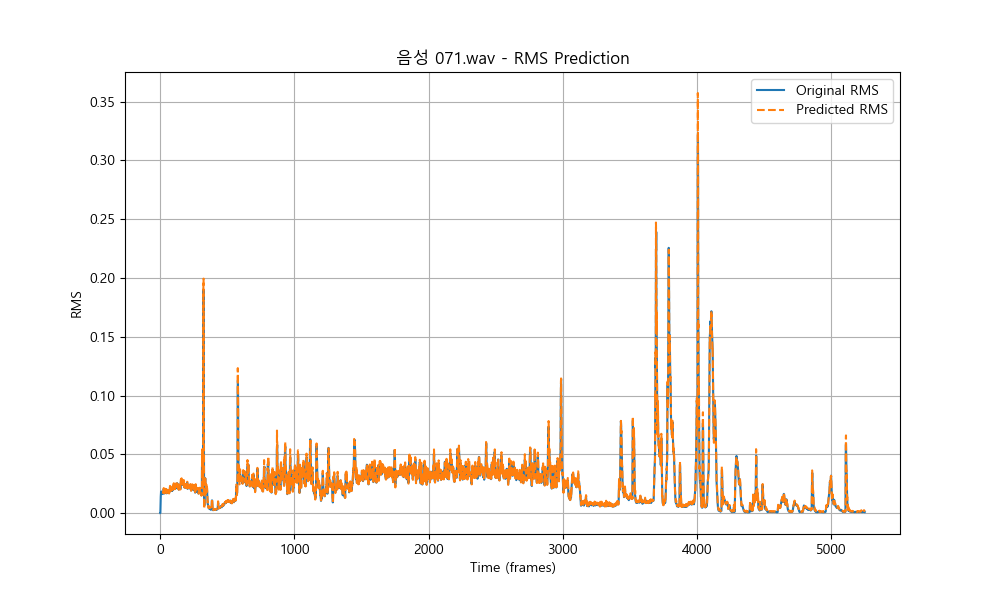 음성 071.wav - RMS Prediction
Original RMS
Predicted RMS
RMS
0.35
0.30
0.25
0.20
0.15
0.10
0.05
0.00
0 1000 2000 3000 4000 5000
Time (frames)